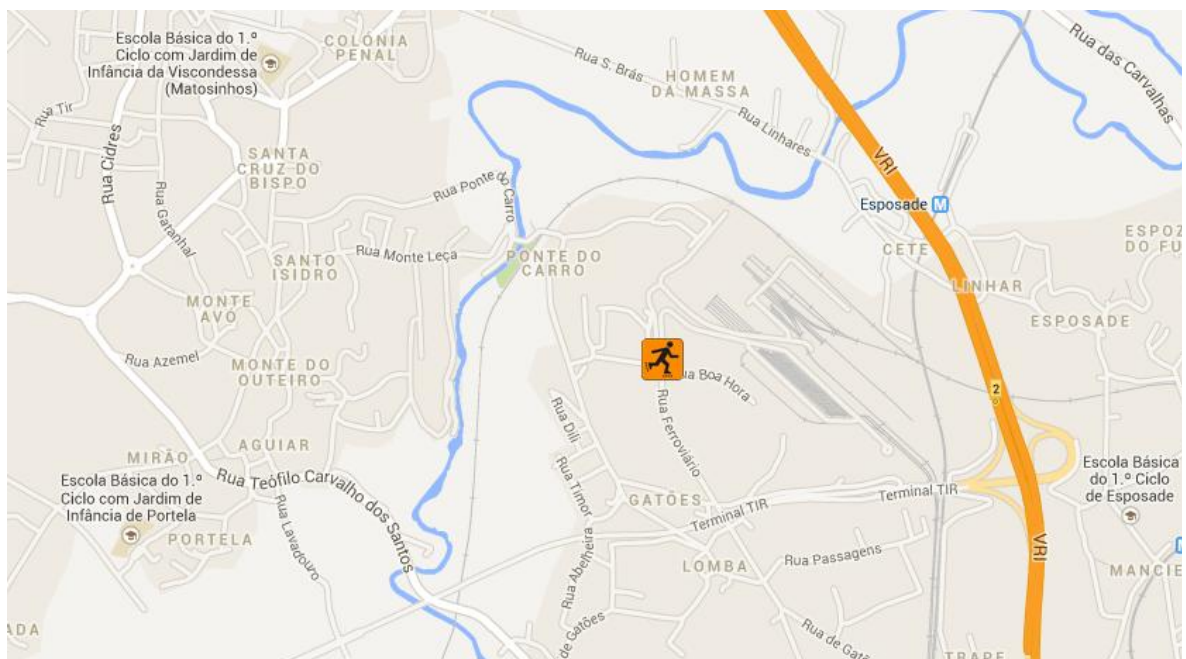 Escola Básica do 1.º
Ciclo com Jardim de
Infância da Viscondessa
(Matosinhos)
COLÓNIA
PENAL
Rua S. Brás
HOMEM
DA MASSA
Rua das Carvalhas
Rua Tir
Rua Cidres
Rua Linhares
VRI
SANTA
CRUZ DO
BISPO
Rua Gatanhal
Rua Ponte do Carro
Esposade
M
Rua Monte Leça
SANTO
ISIDRO
PONTE DO
CARRO
CETE
ESPOZ
DO FU
LINHAR
MONTE
AVÓ
ESPOSADE
Rua Azemel
MONTE DO
OUTEIRO
ua Boa Hora
2
Rua Dili
Rua Ferroviário
AGUIAR
MIRÃO
Rua Teófilo Carvalho dos Santos
Escola Básica do 1.º
Ciclo com Jardim de
Infância de Portela
Rua Timor
GATÕES
Terminal TIR
Terminal TIR
Escola Básica
do 1.º Ciclo
de Esposade
PORTELA
Rua Lavadouro
Rua Abelheira
VRI
Rua Passagens
LOMBA
MANCIE
ADA
de Gatões
Rua de Gatõ
TRAPE